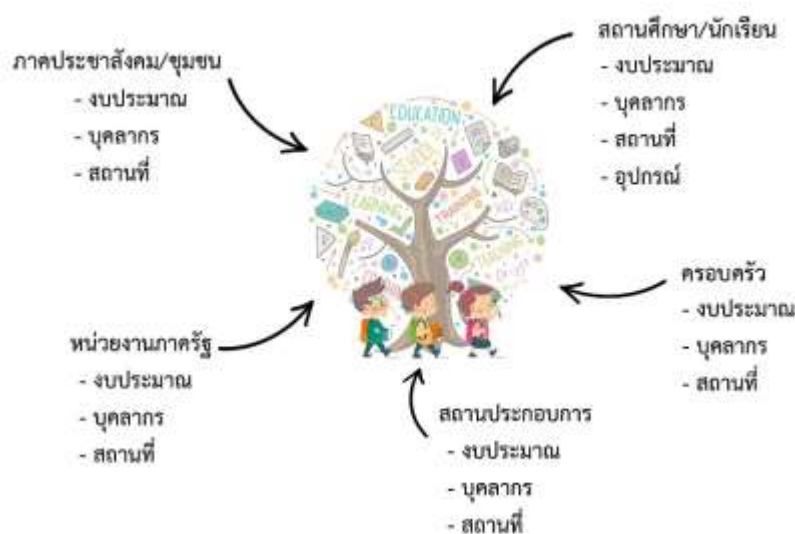 สถานศึกษา/นักเรียน
- งบประมาณ
- บุคลากร
- สถานที่
- อุปกรณ์
ภาคประชาสังคม/ชุมชน
- งบประมาณ
- บุคลากร
- สถานที่
EDUCATION
LEARNING
TRAINING
TEACHING
ครอบครัว
- งบประมาณ
- บุคลากร
- สถานที่
หน่วยงานภาครัฐ
- งบประมาณ
- บุคลากร
- สถานที่
สถานประกอบการ
- งบประมาณ
- บุคลากร
- สถานที่